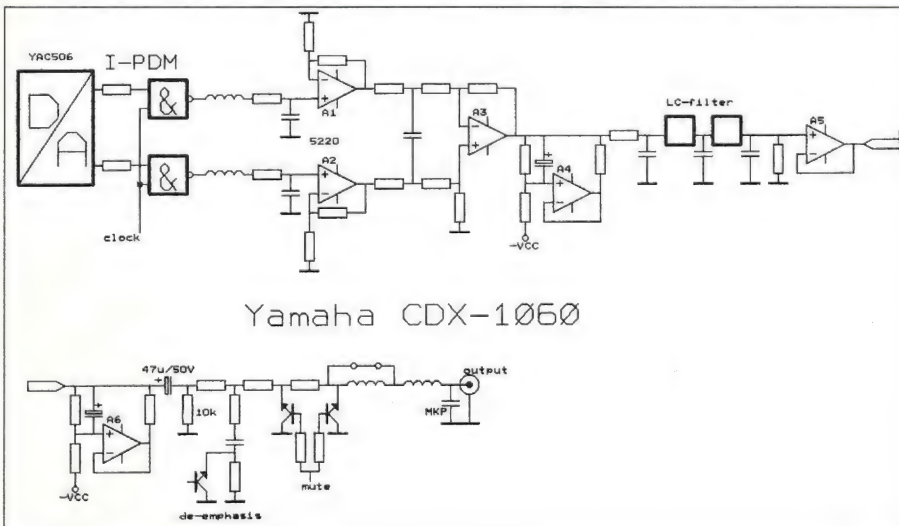 YAC506
I-PDM
D
A
&
&
clock
A1
5220
A2
A3
A4
-VCC
LC-filter
A5
Yamaha CDX-1060
47u/50V
10k
A6
-VCC
de-emphasis
mute
MKP
output